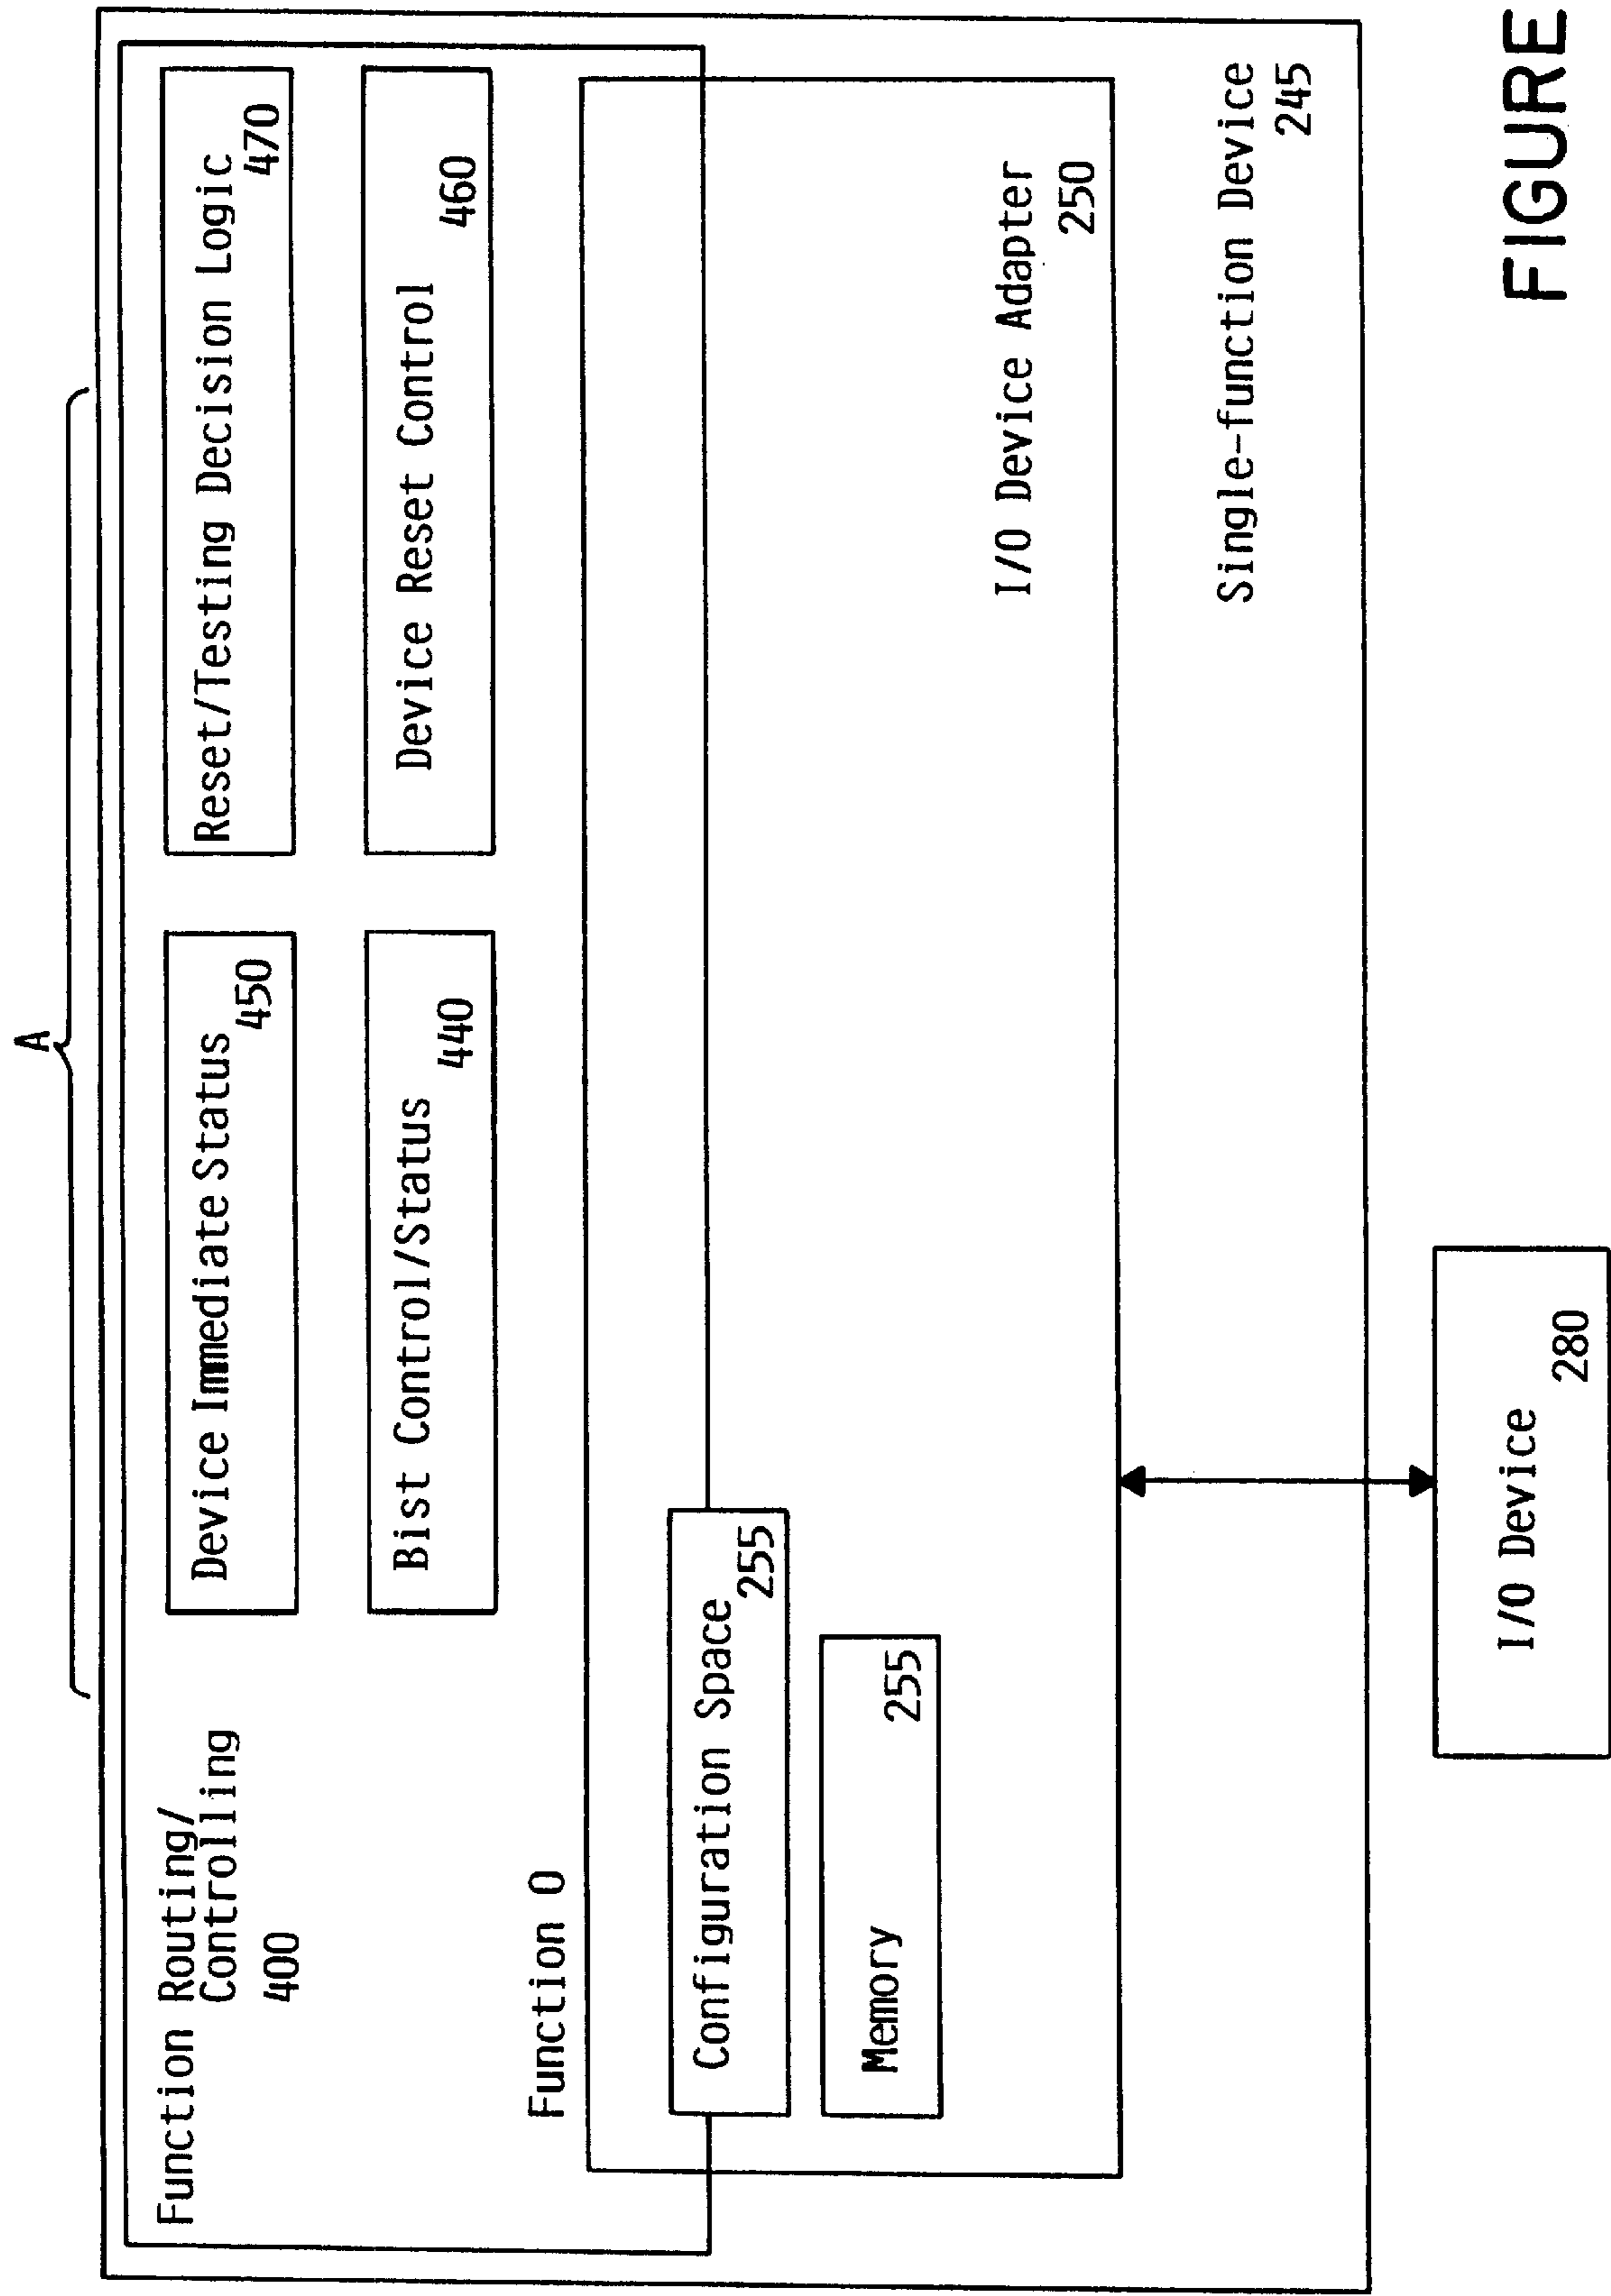 A
Function Routing/
Controlling
400
Device Immediate Status
450
Reset/Testing Decision Logic
470
Bist Control/Status
440
Device Reset Control
460
Function 0
Configuration Space
255
Memory
255
I/O Device Adapter
250
Single-function Device
245
I/O Device
280
FIGURE